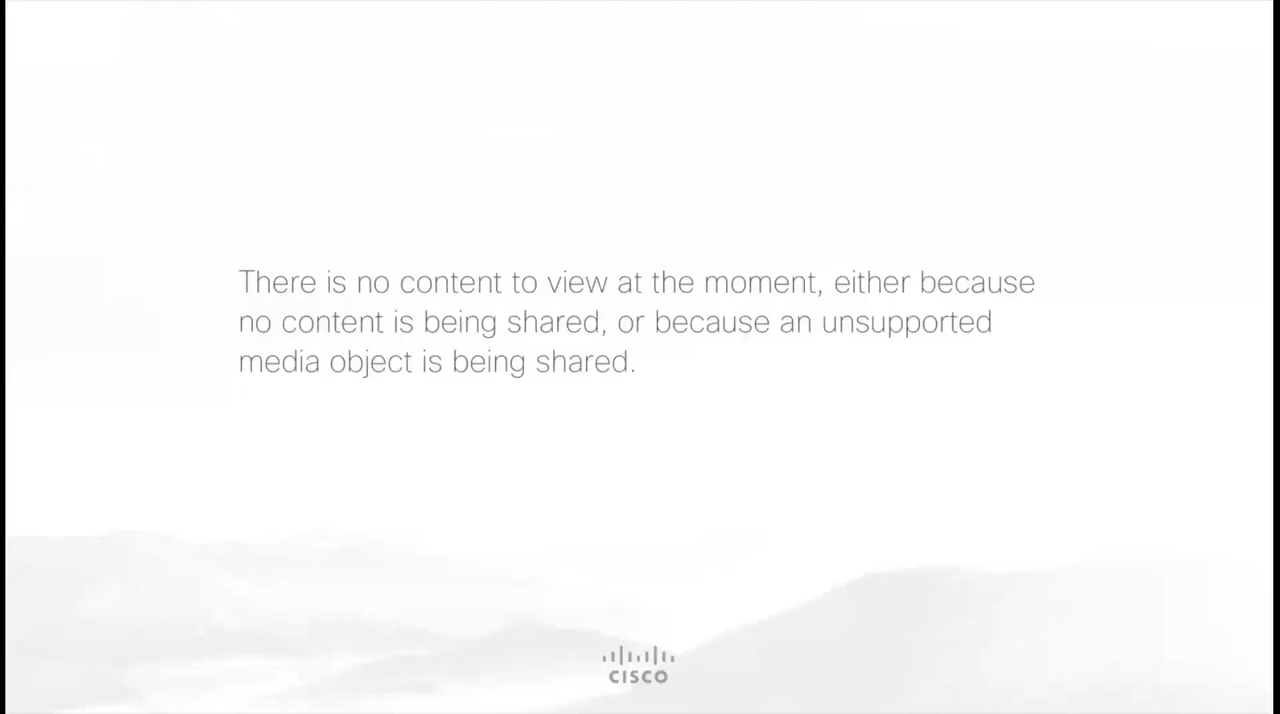 There is no content to view at the moment, either because
no content is being shared, or because an unsupported
media object is being shared.
CISCO